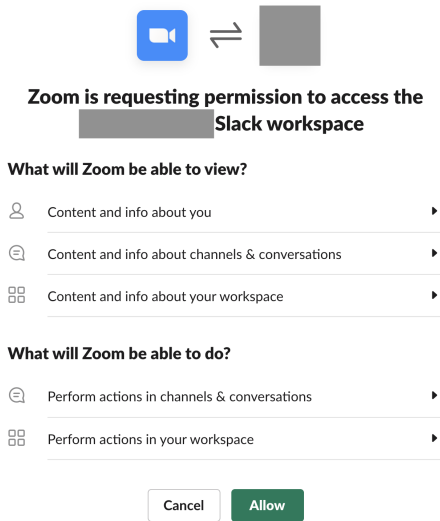 Zoom is requesting permission to access the
Slack workspace
What will Zoom be able to view?
Content and info about you
Content and info about channels & conversations
Content and info about your workspace
What will Zoom be able to do?
Perform actions in channels & conversations
Perform actions in your workspace
Cancel Allow